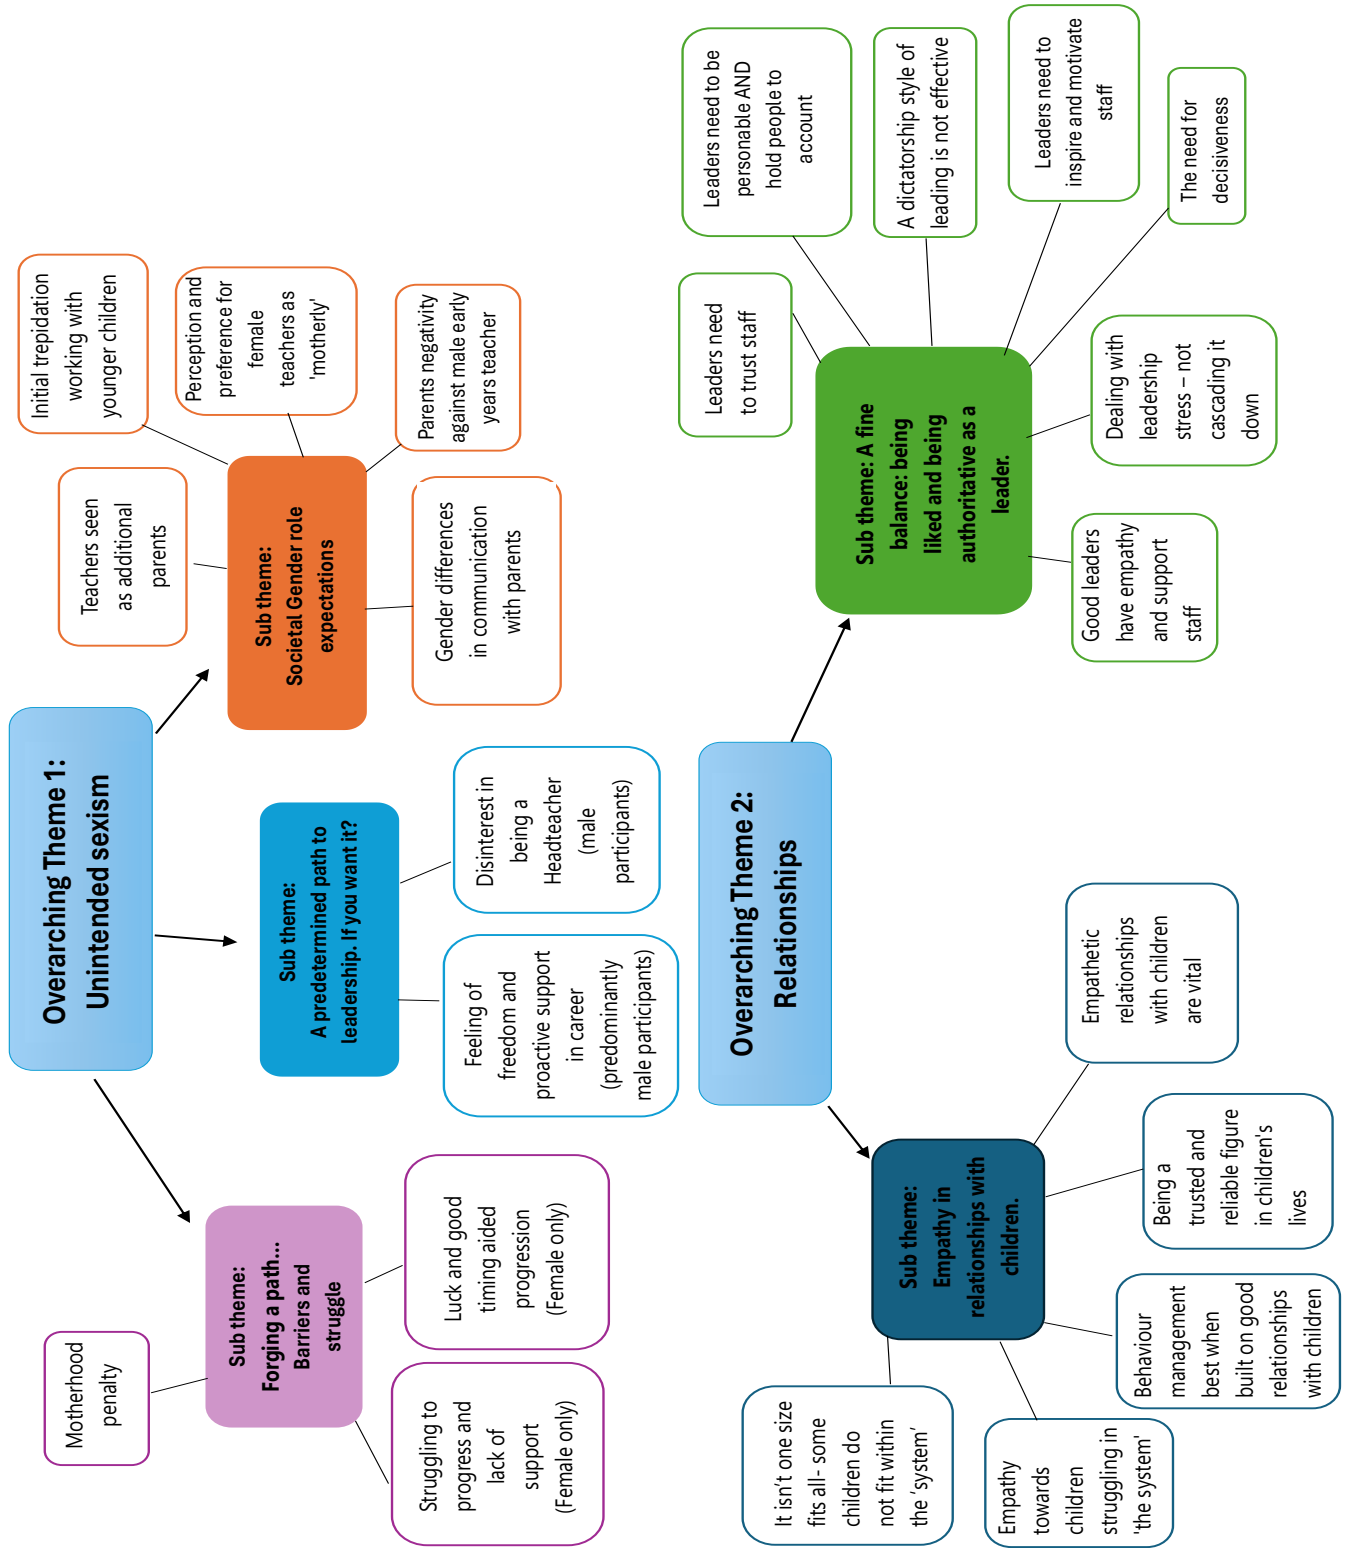 Overarching Theme 1:
Unintended sexism
Sub theme:
Forging a path...
Barriers and
struggle
Motherhood
penalty
Struggling to
progress and
lack of
support
(Female only)
Luck and good
timing aided
progression
(Female only)
Sub theme:
A predetermined path to
leadership. If you want it?
Feeling of
freedom and
proactive support
in career
(predominantly
male participants)
Disinterest in
being a
Headteacher
(male
participants)
Sub theme:
Societal Gender role
expectations
Teachers seen
as additional
parents
Initial trepidation
working with
younger children
Perception and
preference for
female
teachers as
'motherly'
Parents negativity
against male early
years teacher
Gender differences
in communication
with parents
Overarching Theme 2:
Relationships
Sub theme:
Empathy in
relationships with
children.
It isn't one size
fits all- some
children do
not fit within
the 'system'
Empathy
towards
children
struggling in
'the system'
Behaviour
management
best when
built on good
relationships
with children
Being a
trusted and
reliable figure
in children's
lives
Empathetic
relationships
with children
are vital
Sub theme: A fine
balance: being
liked and being
authoritative as a
leader.
Leaders need
to trust staff
Leaders need to be
personable AND
hold people to
account
A dictatorship style of
leading is not effective
Leaders need to
inspire and motivate
staff
The need for
decisiveness
Dealing with
leadership
stress – not
cascading it
down
Good leaders
have empathy
and support
staff